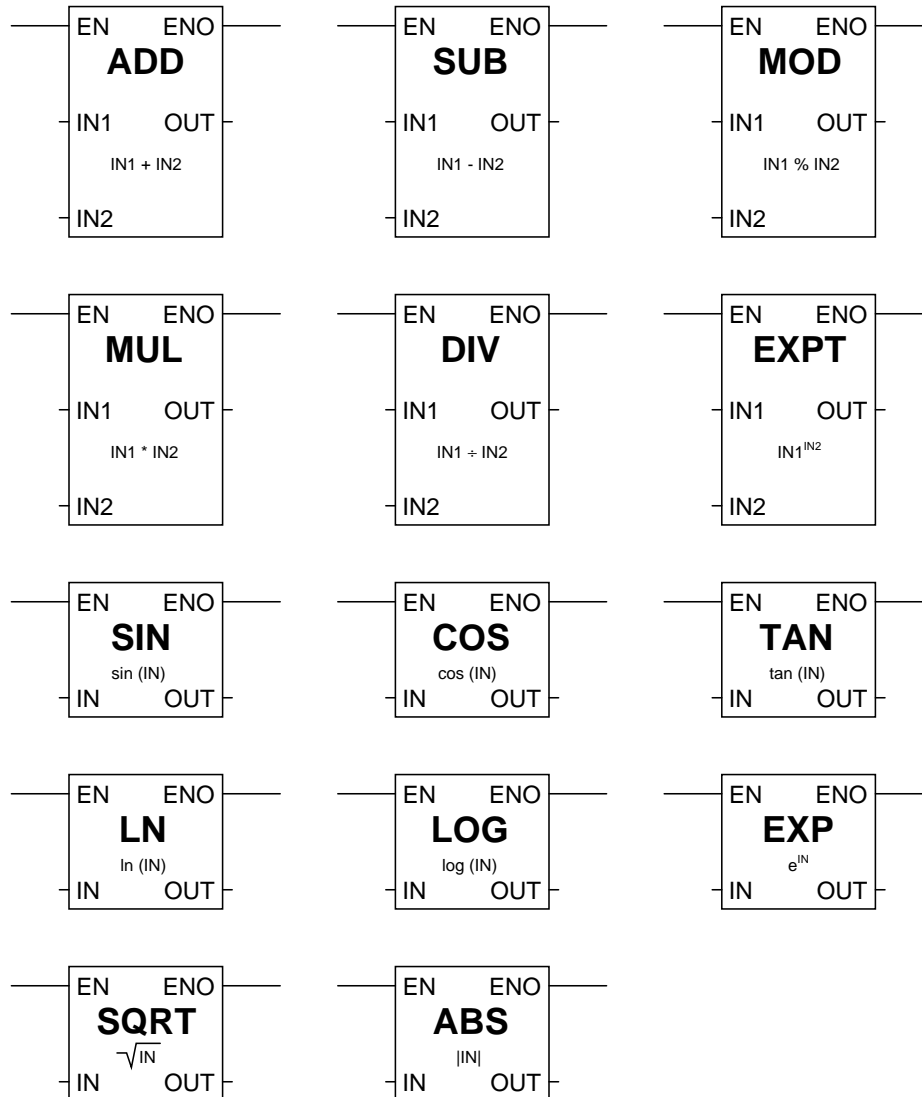 EN ENO
ADD
IN1 OUT
IN1 + IN2
IN2
EN ENO
SUB
IN1 OUT
IN1 - IN2
IN2
EN ENO
MOD
IN1 OUT
IN1 % IN2
IN2
EN ENO
MUL
IN1 OUT
IN1 * IN2
IN2
EN ENO
DIV
IN1 OUT
IN1 ÷ IN2
IN2
EN ENO
EXPT
IN1 OUT
IN1^IN2
IN2
EN ENO
SIN
sin (IN)
IN OUT
EN ENO
COS
cos (IN)
IN OUT
EN ENO
TAN
tan (IN)
IN OUT
EN ENO
LN
ln (IN)
IN OUT
EN ENO
LOG
log (IN)
IN OUT
EN ENO
EXP
e^IN
IN OUT
EN ENO
SQRT
√IN
IN OUT
EN ENO
ABS
|IN|
IN OUT